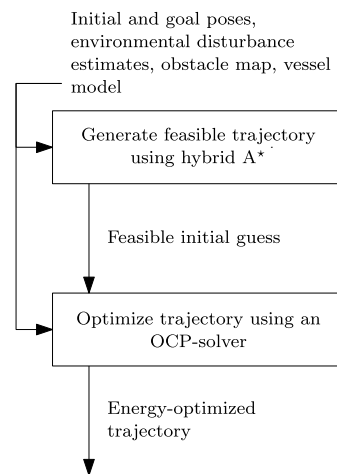 Initial and goal poses,
environmental disturbance
estimates, obstacle map, vessel
model
Generate feasible trajectory
using hybrid A⋆
Feasible initial guess
Optimize trajectory using an
OCP-solver
Energy-optimized
trajectory